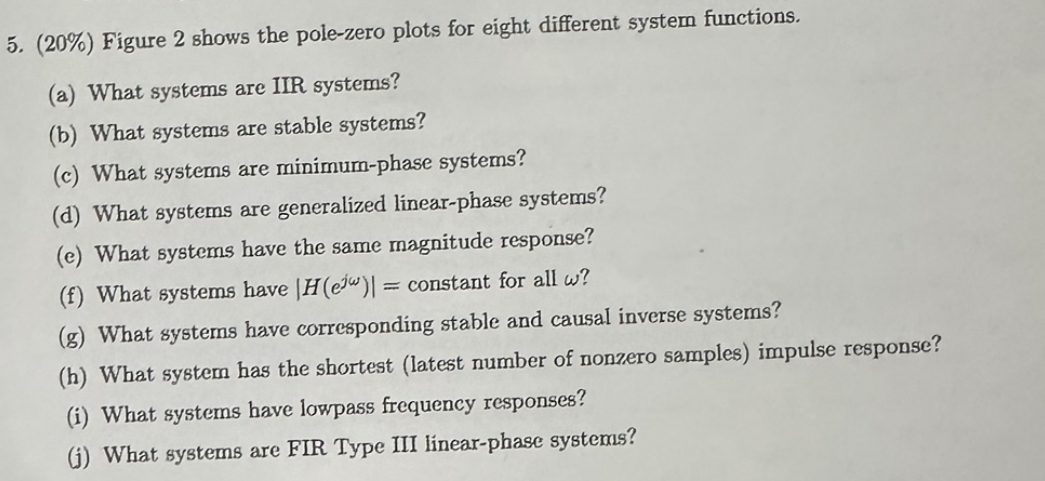 5. (20%) Figure 2 shows the pole-zero plots for eight different system functions.
(a) What systems are IIR systems?
(b) What systems are stable systems?
(c) What systems are minimum-phase systems?
(d) What systems are generalized linear-phase systems?
(e) What systems have the same magnitude response?
(f) What systems have |H(e^{jω})| = constant for all ω?
(g) What systems have corresponding stable and causal inverse systems?
(h) What system has the shortest (latest number of nonzero samples) impulse response?
(i) What systems have lowpass frequency responses?
(j) What systems are FIR Type III linear-phase systems?